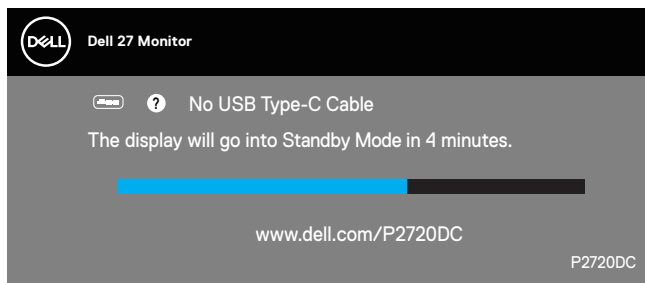 DELL
Dell 27 Monitor
? No USB Type-C Cable
The display will go into Standby Mode in 4 minutes.
www.dell.com/P2720DC
P2720DC